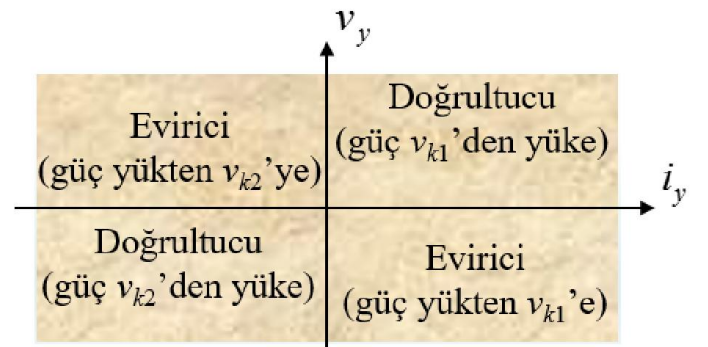 v_y
Evirici
(güç yükten v_k2’ye)
Doğrultucu
(güç v_k1’den yüke)
i_y
Doğrultucu
(güç v_k2’den yüke)
Evirici
(güç yükten v_k1’e)